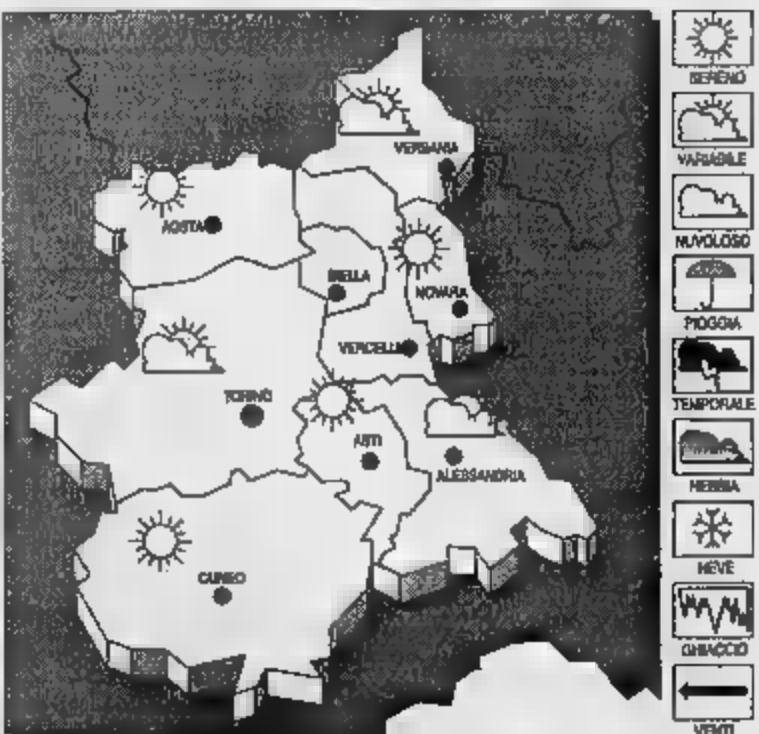 VERBANIA
AOSTA
BIELLA
NOVARA
VERCELLI
TORINO
ASTI
ALESSANDRIA
CUNEO
SERENO
VARIABILE
NUVOLOSO
PIOGGIA
TEMPORALE
NEBBIA
NEVE
GHIACCIO
VENTI